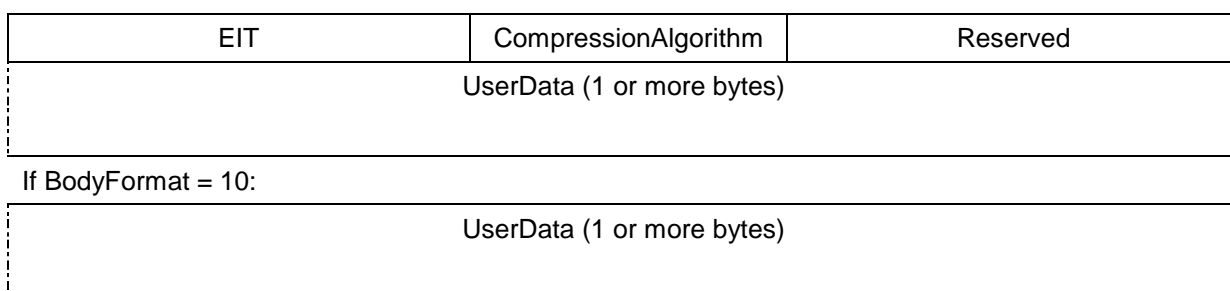 EIT CompressionAlgorithm Reserved
UserData (1 or more bytes)
If BodyFormat = 10:
UserData (1 or more bytes)